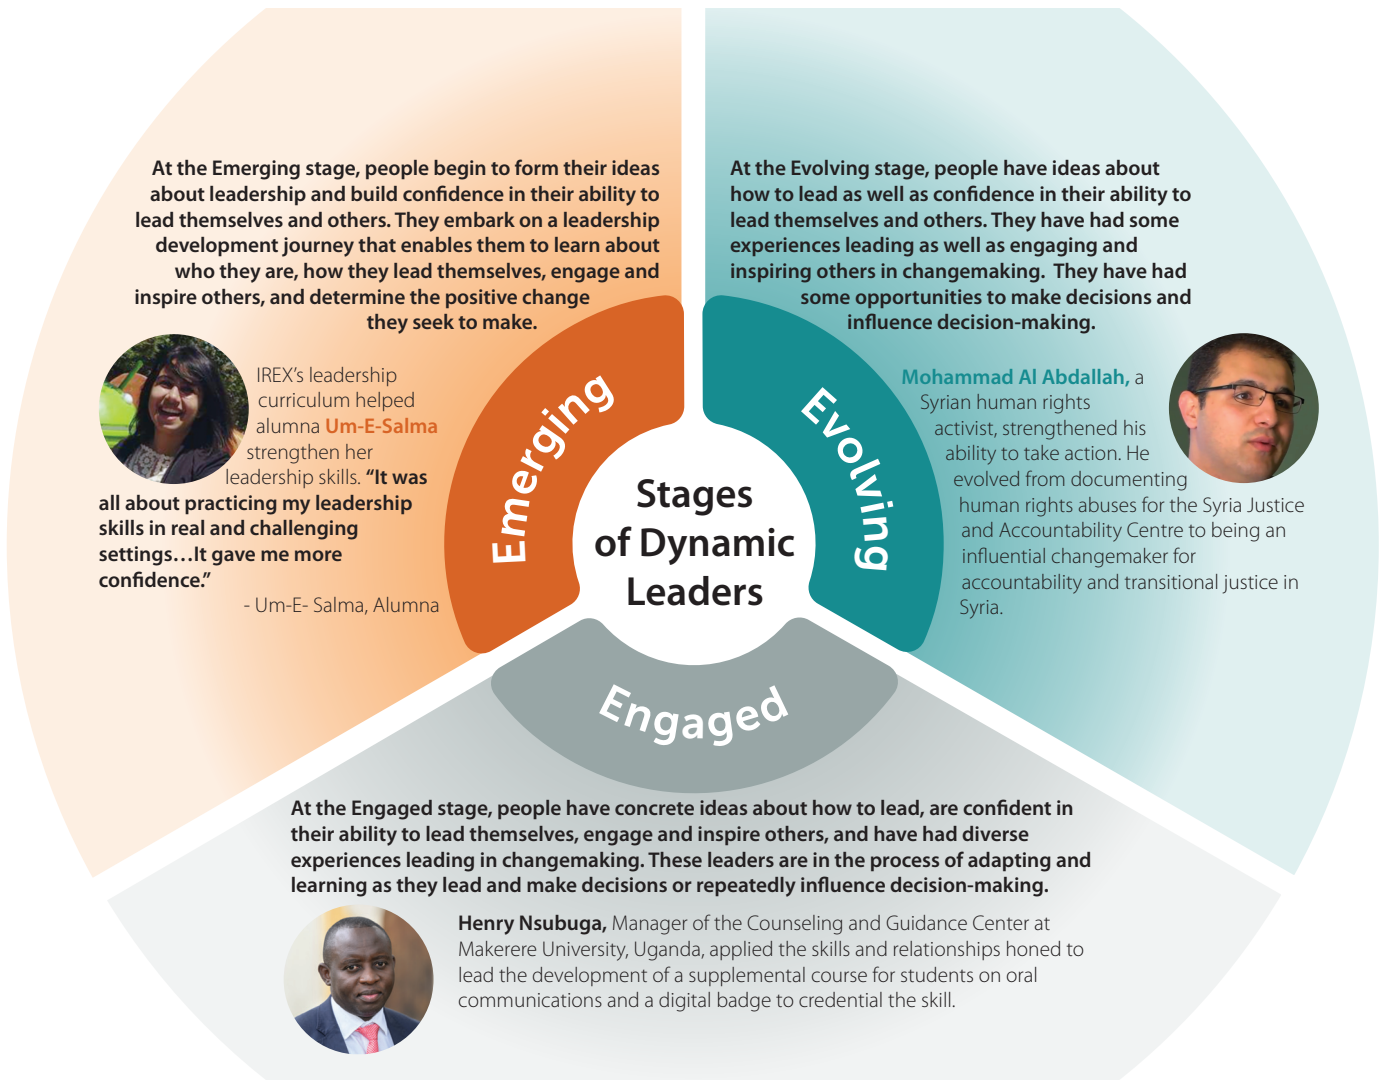 At the Emerging stage, people begin to form their ideas
about leadership and build confidence in their ability to
lead themselves and others. They embark on a leadership
development journey that enables them to learn about
who they are, how they lead themselves, engage and
inspire others, and determine the positive change
they seek to make.
IREX’s leadership
curriculum helped
alumna Um-E-Salma
strengthen her
leadership skills. “It was
all about practicing my leadership
skills in real and challenging
settings…It gave me more
confidence.”
- Um-E- Salma, Alumna
Emerging
Stages
of Dynamic
Leaders
At the Evolving stage, people have ideas about
how to lead as well as confidence in their ability to
lead themselves and others. They have had some
experiences leading as well as engaging and
inspiring others in changemaking.  They have had
some opportunities to make decisions and
influence decision-making.
Evolving
Mohammad Al Abdallah, a
Syrian human rights
activist, strengthened his
ability to take action. He
evolved from documenting
human rights abuses for the Syria Justice
and Accountability Centre to being an
influential changemaker for
accountability and transitional justice in
Syria.
Engaged
At the Engaged stage, people have concrete ideas about how to lead, are confident in
their ability to lead themselves, engage and inspire others, and have had diverse
experiences leading in changemaking. These leaders are in the process of adapting and
learning as they lead and make decisions or repeatedly influence decision-making.
Henry Nsubuga, Manager of the Counseling and Guidance Center at
Makerere University, Uganda, applied the skills and relationships honed to
lead the development of a supplemental course for students on oral
communications and a digital badge to credential the skill.